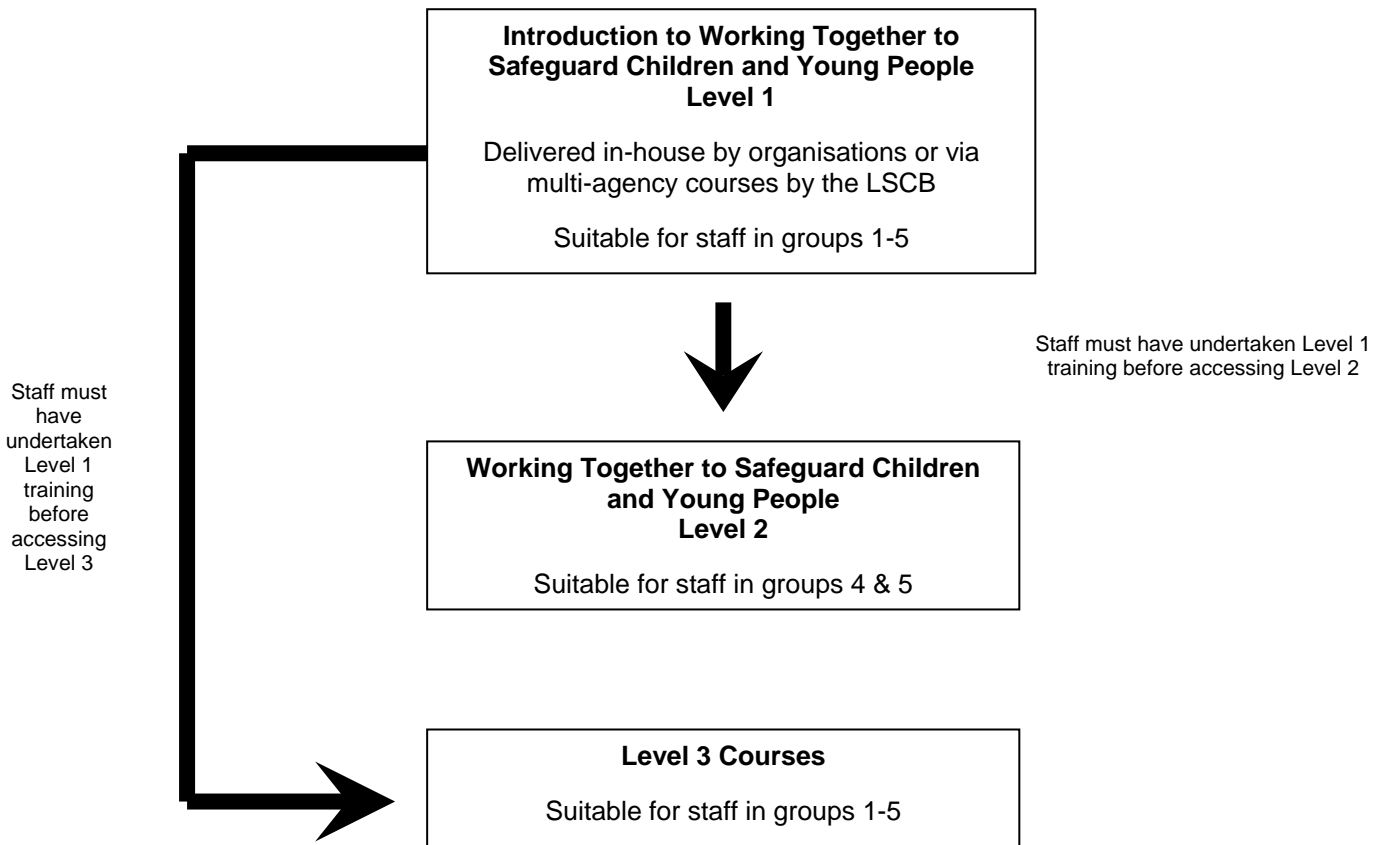 Introduction to Working Together to
Safeguard Children and Young People
Level 1
Delivered in-house by organisations or via
multi-agency courses by the LSCB
Suitable for staff in groups 1-5
Staff must have undertaken Level 1
training before accessing Level 2
Staff must
have
undertaken
Level 1
training
before
accessing
Level 3
Working Together to Safeguard Children
and Young People
Level 2
Suitable for staff in groups 4 & 5
Level 3 Courses
Suitable for staff in groups 1-5